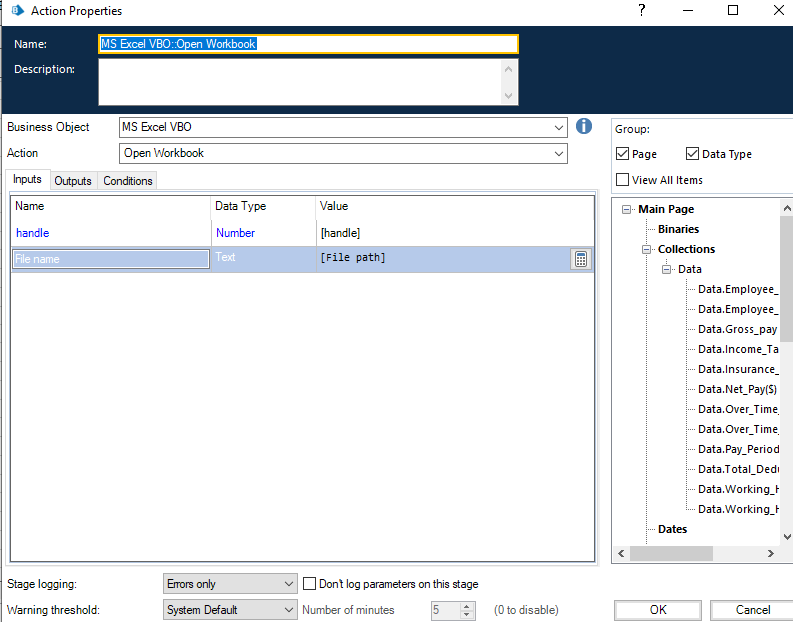 Action Properties
?
Name:
MS Excel VBO::Open Workbook
Description:
Business Object
MS Excel VBO
i
Action
Open Workbook
Inputs
Outputs
Conditions
Name
Data Type
Value
handle
Number
[handle]
File name
Text
[File path]
Group:
Page
Data Type
View All Items
Main Page
Binaries
Collections
Data
Data.Employee_
Data.Employee_
Data.Gross_pay
Data.Income_Ta
Data.Insurance_
Data.Net_Pay($)
Data.Over_Time_
Data.Over_Time_
Data.Pay_Period
Data.Total_Dedu
Data.Working_H
Data.Working_H
Dates
Stage logging:
Errors only
Don't log parameters on this stage
Warning threshold:
System Default
Number of minutes
5
(0 to disable)
OK
Cancel